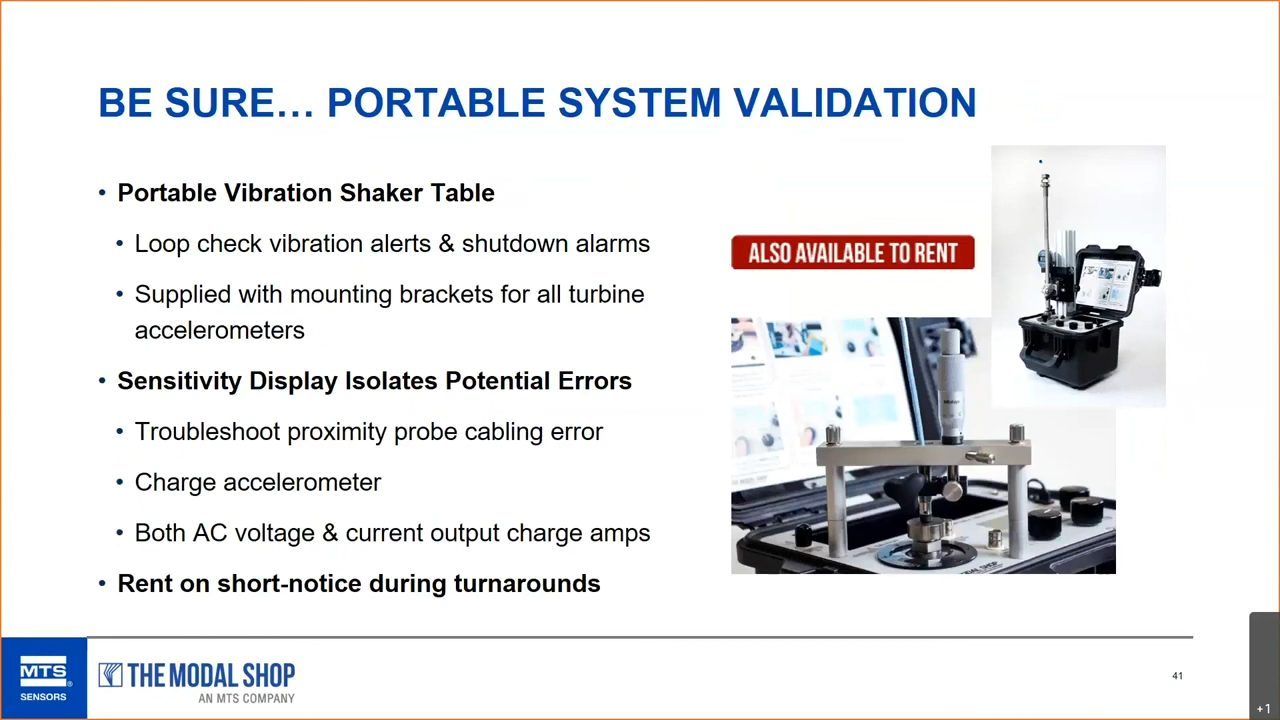 BE SURE… PORTABLE SYSTEM VALIDATION
• Portable Vibration Shaker Table
• Loop check vibration alerts & shutdown alarms
• Supplied with mounting brackets for all turbine
accelerometers
• Sensitivity Display Isolates Potential Errors
• Troubleshoot proximity probe cabling error
• Charge accelerometer
• Both AC voltage & current output charge amps
• Rent on short-notice during turnarounds
ALSO AVAILABLE TO RENT
MTS®
SENSORS
THE MODAL SHOP
AN MTS COMPANY
41
+1